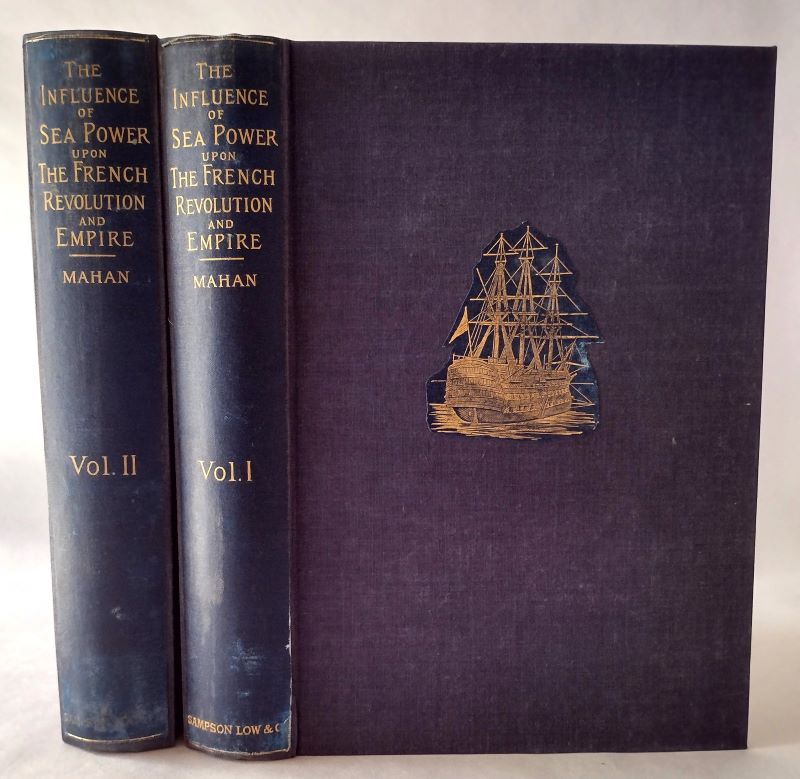 The
Influence
of
Sea Power
upon
The French
Revolution
and
Empire
Mahan
Vol. II
The
Influence
of
Sea Power
upon
The French
Revolution
and
Empire
Mahan
Vol. I
Sampson Low & C